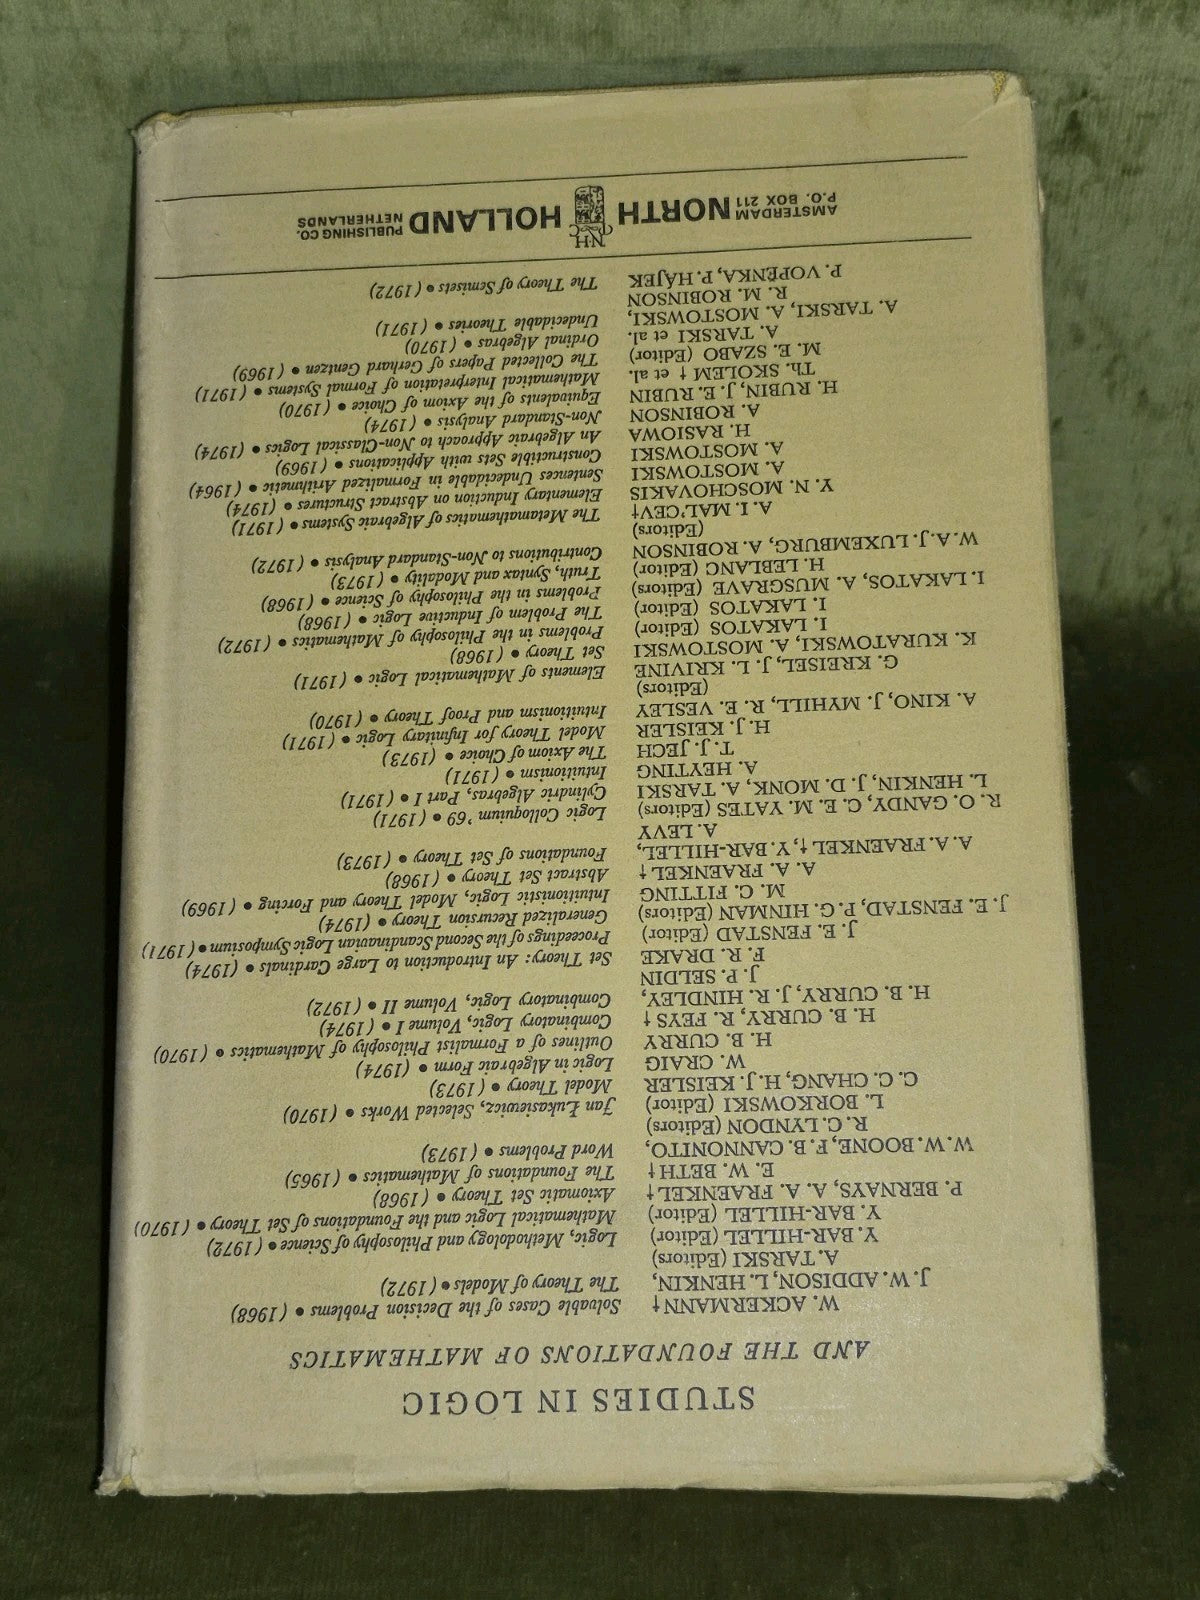 STUDIES IN LOGIC
AND THE FOUNDATIONS OF MATHEMATICS
W. ACKERMANN† Solvable Cases of the Decision Problems • (1968)
J. W. ADDISON, L. HENKIN, The Theory of Models • (1972)
A. TARSKI (Editors)
Y. BAR-HILLEL (Editor) Logic, Methodology and Philosophy of Science • (1972)
Y. BAR-HILLEL (Editor) Mathematical Logic and the Foundations of Set Theory • (1970)
P. BERNAYS, A. A. FRAENKEL† Axiomatic Set Theory • (1968)
E. W. BETH† The Foundations of Mathematics • (1965)
W. W. BOONE, F. B. CANNONITO, Word Problems • (1973)
R. C. LYNDON (Editors)
L. BORKOWSKI (Editor) Jan Łukasiewicz, Selected Works • (1970)
C. C. CHANG, H. J. KEISLER Model Theory • (1973)
W. CRAIG Logic in Algebraic Form • (1974)
H. B. CURRY Outlines of a Formalist Philosophy of Mathematics • (1970)
H. B. CURRY, R. FEYS† Combinatory Logic, Volume I • (1974)
H. B. CURRY, J. R. HINDLEY, Combinatory Logic, Volume II • (1972)
J. P. SELDIN
F. R. DRAKE Set Theory: An Introduction to Large Cardinals • (1974)
J. E. FENSTAD (Editor) Proceedings of the Second Scandinavian Logic Symposium • (1971)
J. E. FENSTAD, P. G. HINMAN (Editors) Generalized Recursion Theory • (1974)
M. C. FITTING Intuitionistic Logic, Model Theory and Forcing • (1969)
A. A. FRAENKEL† Abstract Set Theory • (1968)
A. A. FRAENKEL†, Y. BAR-HILLEL, Foundations of Set Theory • (1973)
A. LEVY
R. O. GANDY, C. E. M. YATES (Editors) Logic Colloquium '69 • (1971)
L. HENKIN, J. D. MONK, A. TARSKI Cylindric Algebras, Part I • (1971)
A. HEYTING Intuitionism • (1971)
T. J. JECH The Axiom of Choice • (1973)
H. J. KEISLER Model Theory for Infinitary Logic • (1971)
A. KINO, J. MYHILL, R. E. VESLEY Intuitionism and Proof Theory • (1970)
(Editors)
G. KREISEL, J. L. KRIVINE Elements of Mathematical Logic • (1971)
K. KURATOWSKI, A. MOSTOWSKI Set Theory • (1968)
I. LAKATOS (Editor) Problems in the Philosophy of Mathematics • (1972)
I. LAKATOS (Editor) The Problem of Inductive Logic • (1968)
I. LAKATOS, A. MUSGRAVE (Editors) Problems in the Philosophy of Science • (1968)
H. LEBLANC (Editor) Truth, Syntax and Modality • (1973)
W. A. J. LUXEMBURG, A. ROBINSON Contributions to Non-Standard Analysis • (1972)
(Editors)
A. I. MAL'CEV† The Metamathematics of Algebraic Systems • (1971)
Y. N. MOSCHOVAKIS Elementary Induction on Abstract Structures • (1974)
A. MOSTOWSKI Sentences Undecidable in Formalized Arithmetic • (1964)
A. MOSTOWSKI Constructible Sets with Applications • (1969)
H. RASIOWA An Algebraic Approach to Non-Classical Logics • (1974)
A. ROBINSON Non-Standard Analysis • (1974)
H. RUBIN, J. E. RUBIN Equivalents of the Axiom of Choice • (1970)
Th. SKOLEM † et al. Mathematical Interpretation of Formal Systems • (1971)
M. E. SZABO (Editor) The Collected Papers of Gerhard Gentzen • (1969)
A. TARSKI et al. Ordinal Algebras • (1970)
A. TARSKI, A. MOSTOWSKI, Undecidable Theories • (1971)
R. M. ROBINSON
P. VOPĚNKA, P. HÁJEK The Theory of Semisets • (1972)
AMSTERDAM P.O. BOX 211 NORTH NH HOLLAND PUBLISHING CO. NETHERLANDS